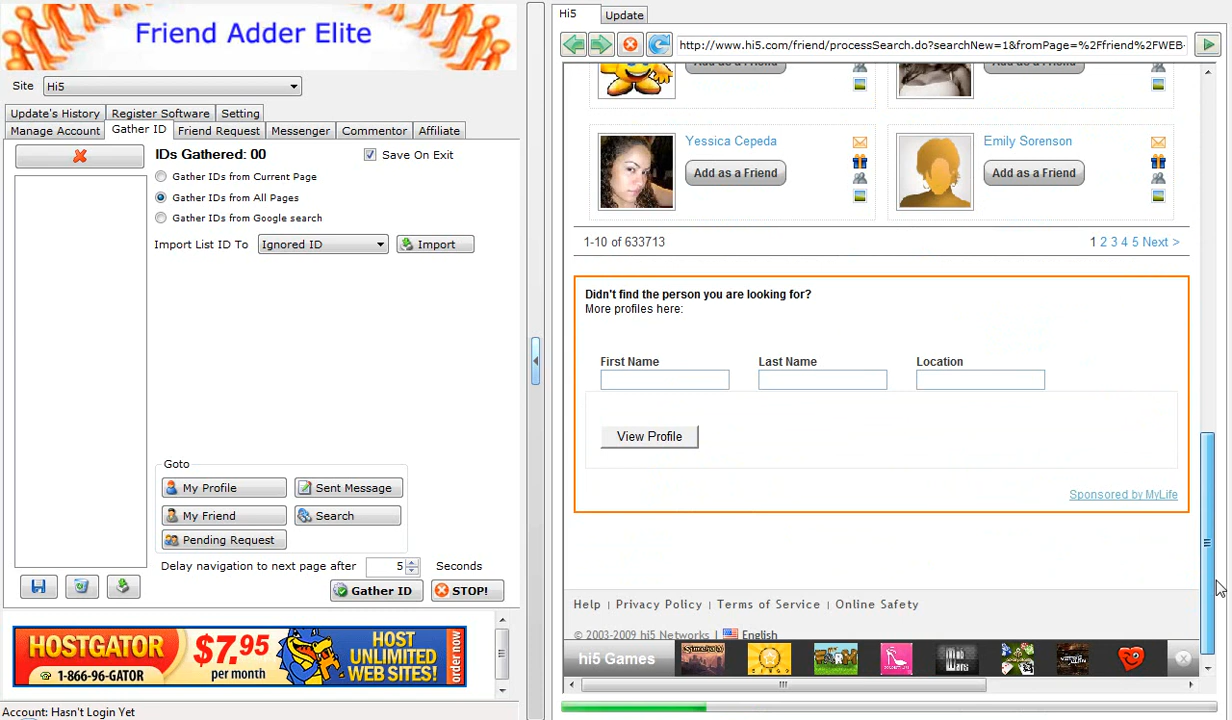 Friend Adder Elite
Site Hi5
Update's History Register Software Setting
Manage Account Gather ID Friend Request Messenger Commentor Affiliate
IDs Gathered: 00 Save On Exit
Gather IDs from Current Page
Gather IDs from All Pages
Gather IDs from Google search
Import List ID To Ignored ID Import
Goto
My Profile Sent Message
My Friend Search
Pending Request
Delay navigation to next page after 5 Seconds
Gather ID STOP!
HOSTGATOR
1-866-96-GATOR
$7.95
per month
HOST
UNLIMITED
WEB SITES!
order now
Account: Hasn't Login Yet
Hi5 Update
http://www.hi5.com/friend/processSearch.do?searchNew=1&fromPage=%2Ffriend%2FWEB-
Add as a Friend Add as a Friend
Yessica Cepeda Emily Sorenson
Add as a Friend Add as a Friend
1-10 of 633713 1 2 3 4 5 Next >
Didn't find the person you are looking for?
More profiles here:
First Name Last Name Location
View Profile
Sponsored by MyLife
Help | Privacy Policy | Terms of Service | Online Safety
© 2003-2009 hi5 Networks | English
hi5 Games